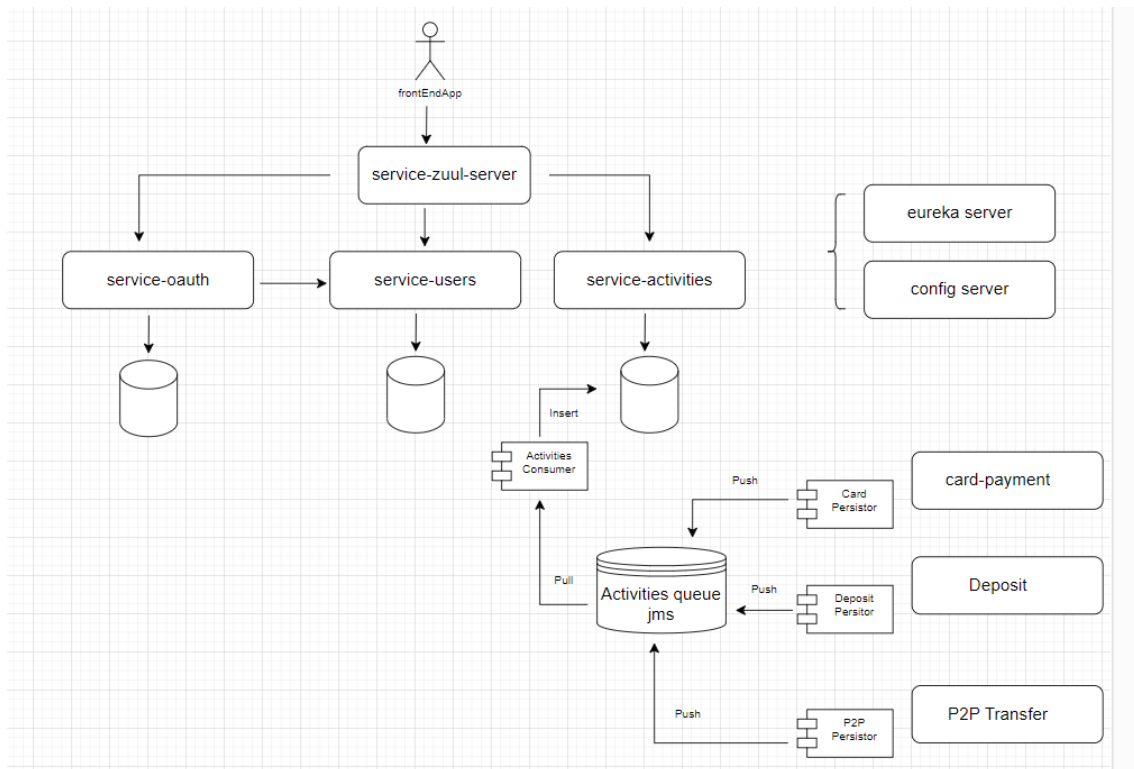 frontEndApp
service-zuul-server
eureka server
service-oauth
service-users
service-activities
config server
Insert
Activities
Consumer
Push
Card
Persistor
card-payment
Pull
Activities queue
jms
Push
Deposit
Persitor
Deposit
Push
P2P
Persistor
P2P Transfer